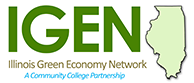 IGEN
Illinois Green Economy Network
A Community College Partnership